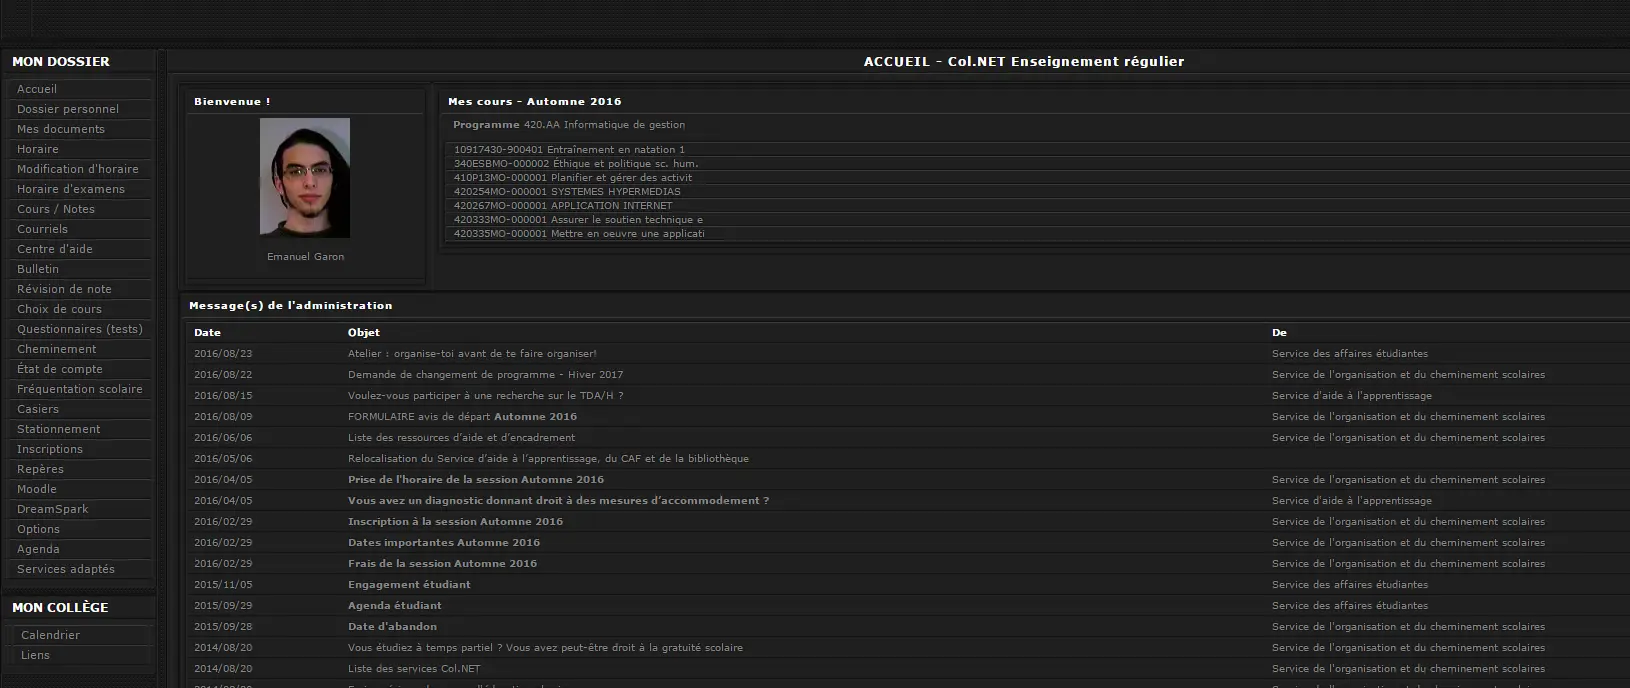 MON DOSSIER
Accueil
Dossier personnel
Mes documents
Horaire
Modification d'horaire
Horaire d'examens
Cours / Notes
Courriels
Centre d'aide
Bulletin
Révision de note
Choix de cours
Questionnaires (tests)
Cheminement
État de compte
Fréquentation scolaire
Casiers
Stationnement
Inscriptions
Repères
Moodle
DreamSpark
Options
Agenda
Services adaptés
MON COLLÈGE
Calendrier
Liens
ACCUEIL - Col.NET Enseignement régulier
Bienvenue !
Emanuel Garon
Mes cours - Automne 2016
Programme 420.AA Informatique de gestion
10917430-900401 Entraînement en natation 1
340ESBMO-000002 Éthique et politique sc. hum.
410P13MO-000001 Planifier et gérer des activit
420254MO-000001 SYSTEMES HYPERMEDIAS
420267MO-000001 APPLICATION INTERNET
420333MO-000001 Assurer le soutien technique e
420335MO-000001 Mettre en oeuvre une applicati
Message(s) de l'administration
Date Objet De
2016/08/23 Atelier : organise-toi avant de te faire organiser! Service des affaires étudiantes
2016/08/22 Demande de changement de programme - Hiver 2017 Service de l'organisation et du cheminement scolaires
2016/08/15 Voulez-vous participer à une recherche sur le TDA/H ? Service d'aide à l'apprentissage
2016/08/09 FORMULAIRE avis de départ Automne 2016 Service de l'organisation et du cheminement scolaires
2016/06/06 Liste des ressources d’aide et d’encadrement Service de l'organisation et du cheminement scolaires
2016/05/06 Relocalisation du Service d’aide à l’apprentissage, du CAF et de la bibliothèque
2016/04/05 Prise de l'horaire de la session Automne 2016 Service de l'organisation et du cheminement scolaires
2016/04/05 Vous avez un diagnostic donnant droit à des mesures d’accommodement ? Service d'aide à l'apprentissage
2016/02/29 Inscription à la session Automne 2016 Service de l'organisation et du cheminement scolaires
2016/02/29 Dates importantes Automne 2016 Service de l'organisation et du cheminement scolaires
2016/02/29 Frais de la session Automne 2016 Service de l'organisation et du cheminement scolaires
2015/11/05 Engagement étudiant Service des affaires étudiantes
2015/09/29 Agenda étudiant Service des affaires étudiantes
2015/09/28 Date d'abandon Service de l'organisation et du cheminement scolaires
2014/08/20 Vous étudiez à temps partiel ? Vous avez peut-être droit à la gratuité scolaire Service de l'organisation et du cheminement scolaires
2014/08/20 Liste des services Col.NET Service de l'organisation et du cheminement scolaires